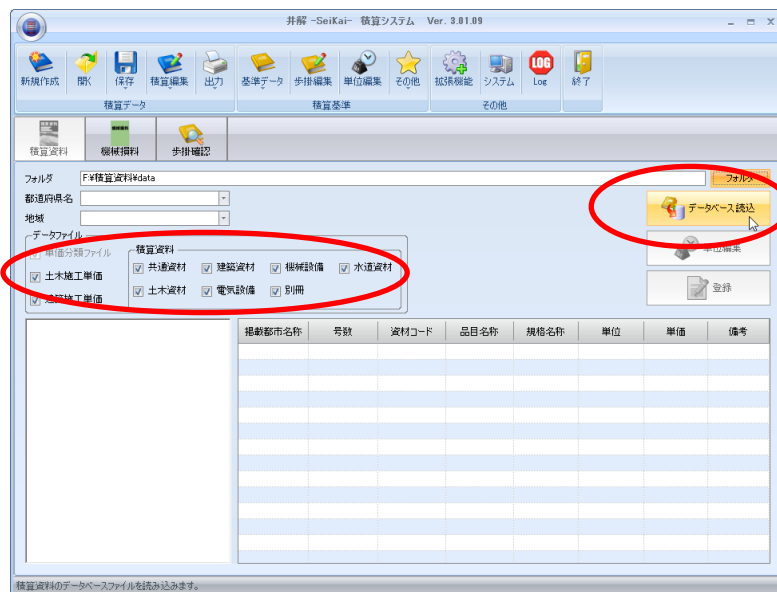 井解 -SeiKai- 積算システム Ver. 3.01.09
新規作成 開く 保存 積算編集 出力 基準データ 歩掛編集 単位編集 その他 拡張機能 システム LOG Log 終了
積算データ 積算基準 その他
積算資料 機械損料 歩掛確認
フォルダ F:¥積算資料¥data フォルダ
都道府県名
データベース読込
地域
データファイル
単価分類ファイル 積算資料 単位編集
共通資材 建築資材 機械設備 水道資材
土木施工単価
土木資材 電気設備 別冊 登録
建築施工単価
掲載都市名称 号数 資材コード 品目名称 規格名称 単位 単価 備考
積算資料のデータベースファイルを読み込みます。